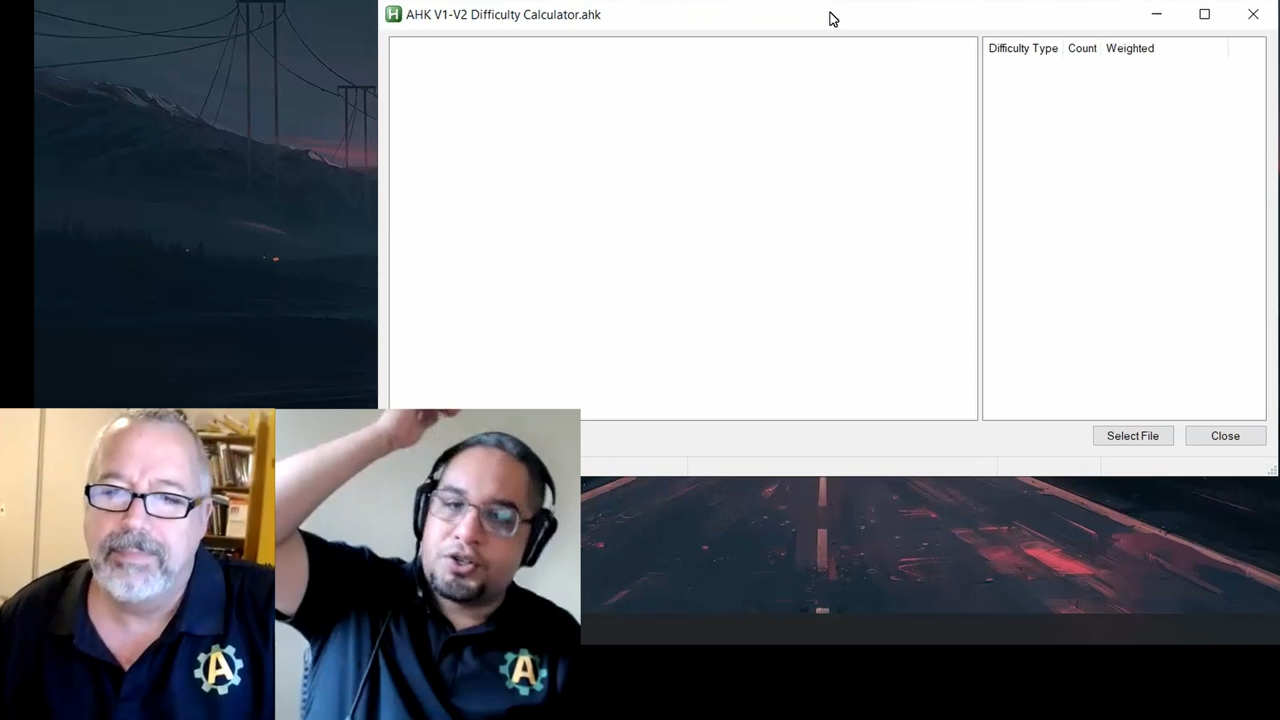 AHK V1-V2 Difficulty Calculator.ahk
Difficulty Type Count Weighted
Select File Close
A A